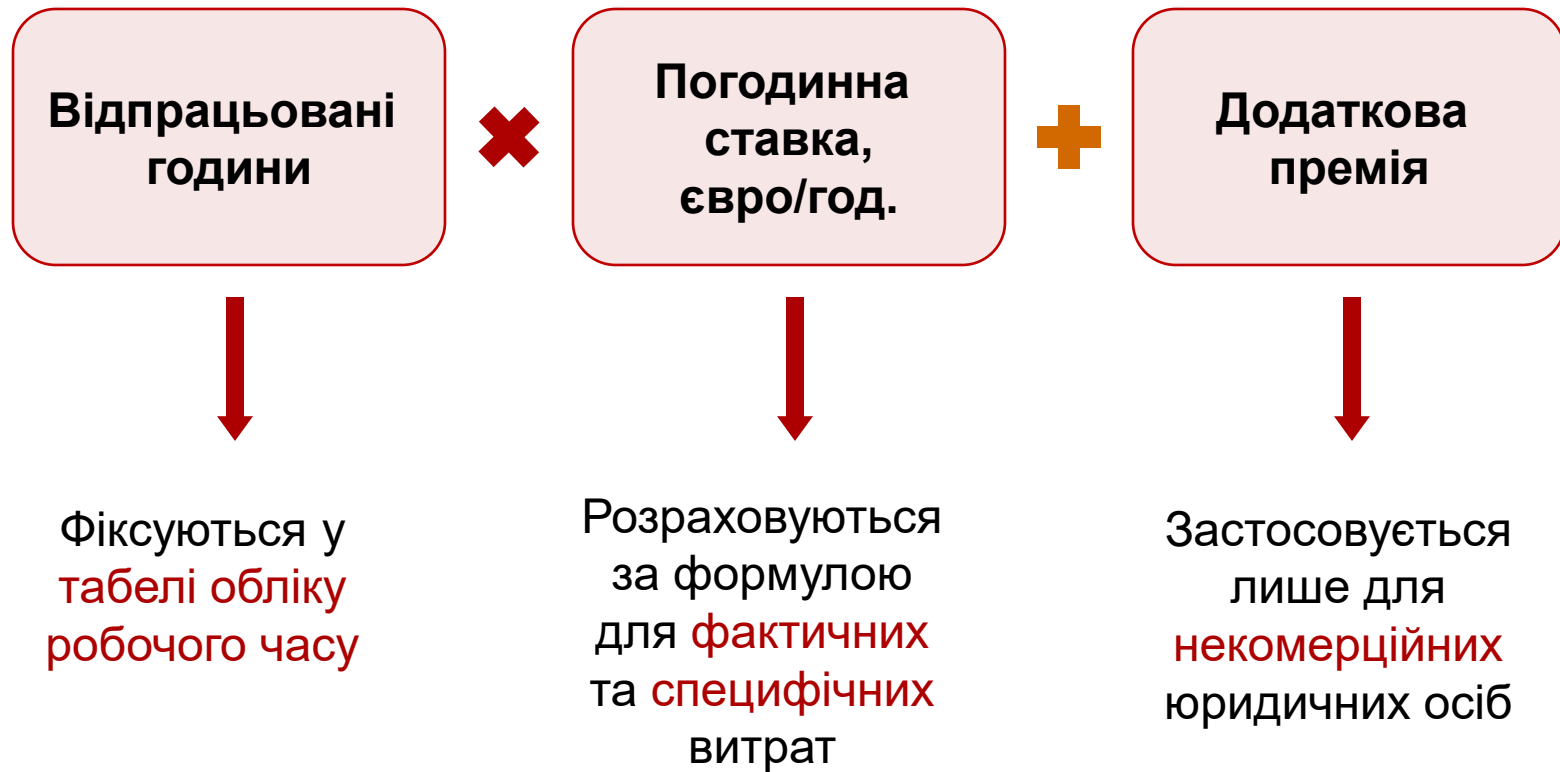 Відпрацьовані
години
Погодинна
ставка,
євро/год.
Додаткова
премія
Фіксуються у
табелі обліку
робочого часу
Розраховуються
за формулою
для фактичних
та специфічних
витрат
Застосовується
лише для
некомерційних
юридичних осіб